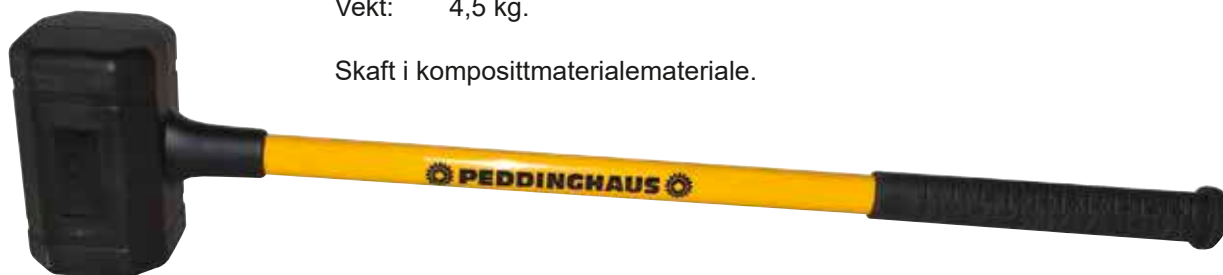 Vekt: 4,5 kg.
Skaft i komposittmaterialemateriale.
PEDDINGHAUS